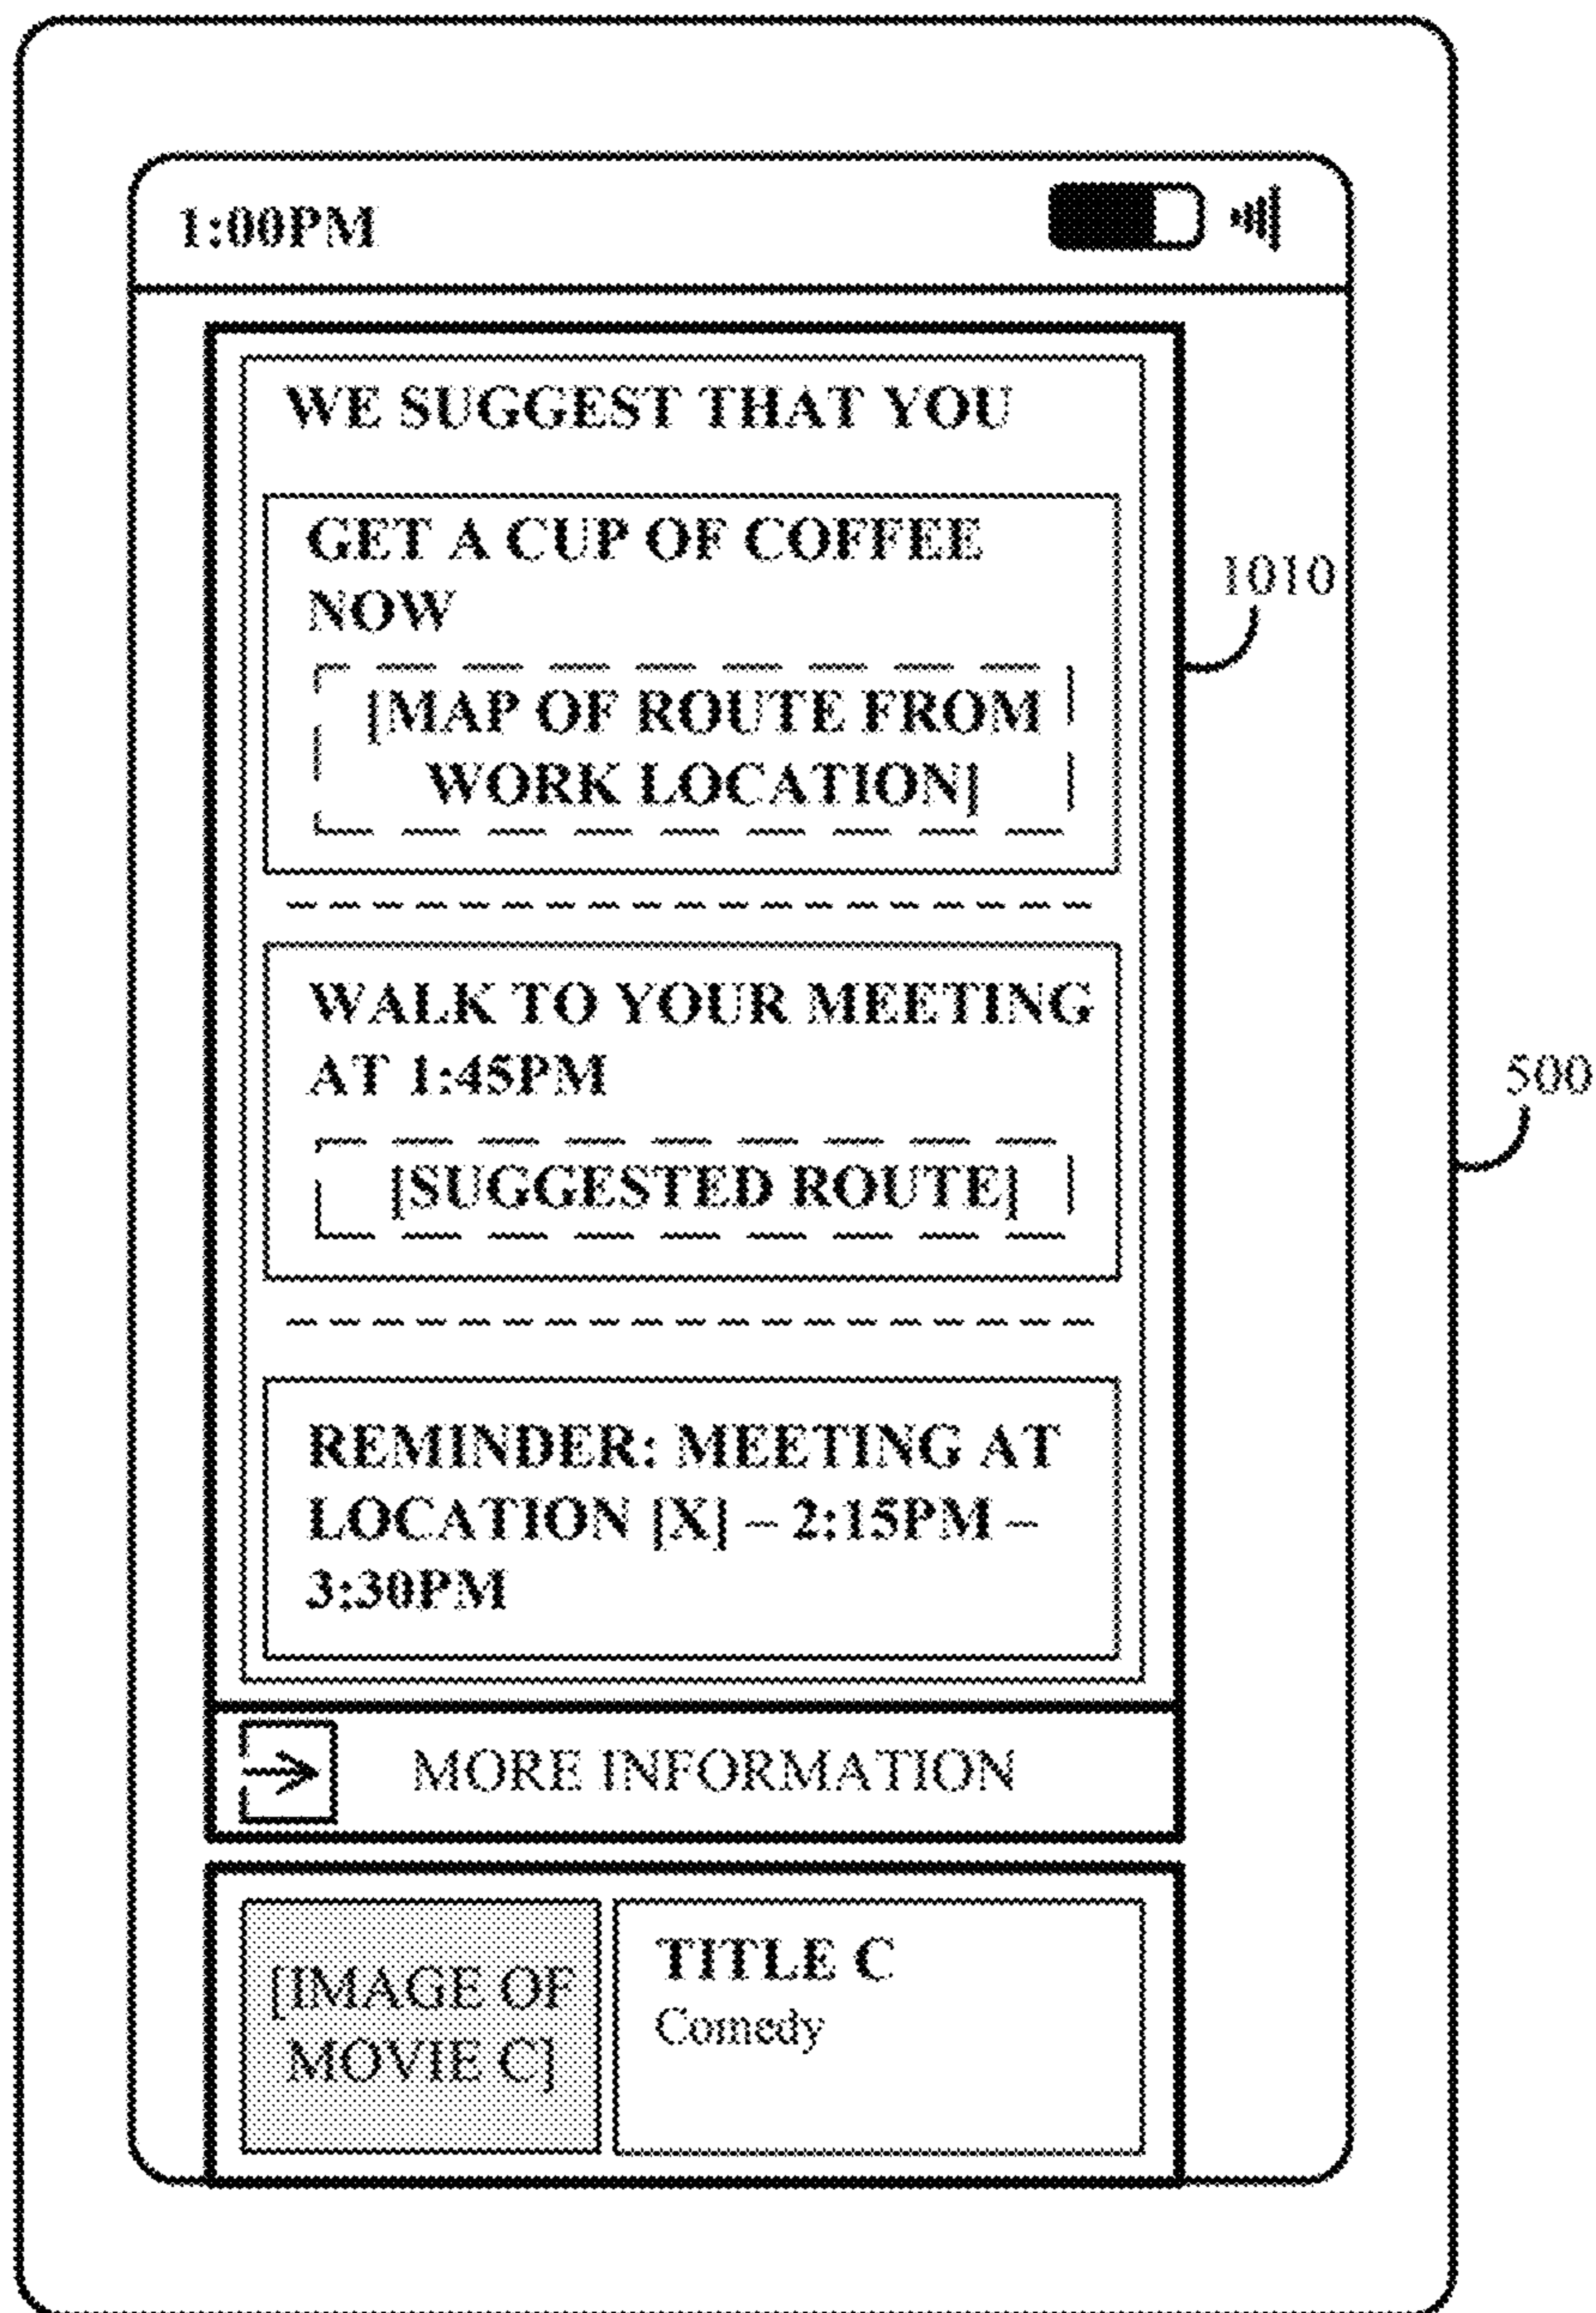 1:00PM
WE SUGGEST THAT YOU
GET A CUP OF COFFEE
NOW
1010
[MAP OF ROUTE FROM
WORK LOCATION]
WALK TO YOUR MEETING
AT 1:45PM
500
[SUGGESTED ROUTE]
REMINDER: MEETING AT
LOCATION [X] – 2:15PM –
3:30PM
MORE INFORMATION
[IMAGE OF
MOVIE C]
TITLE C
Comedy